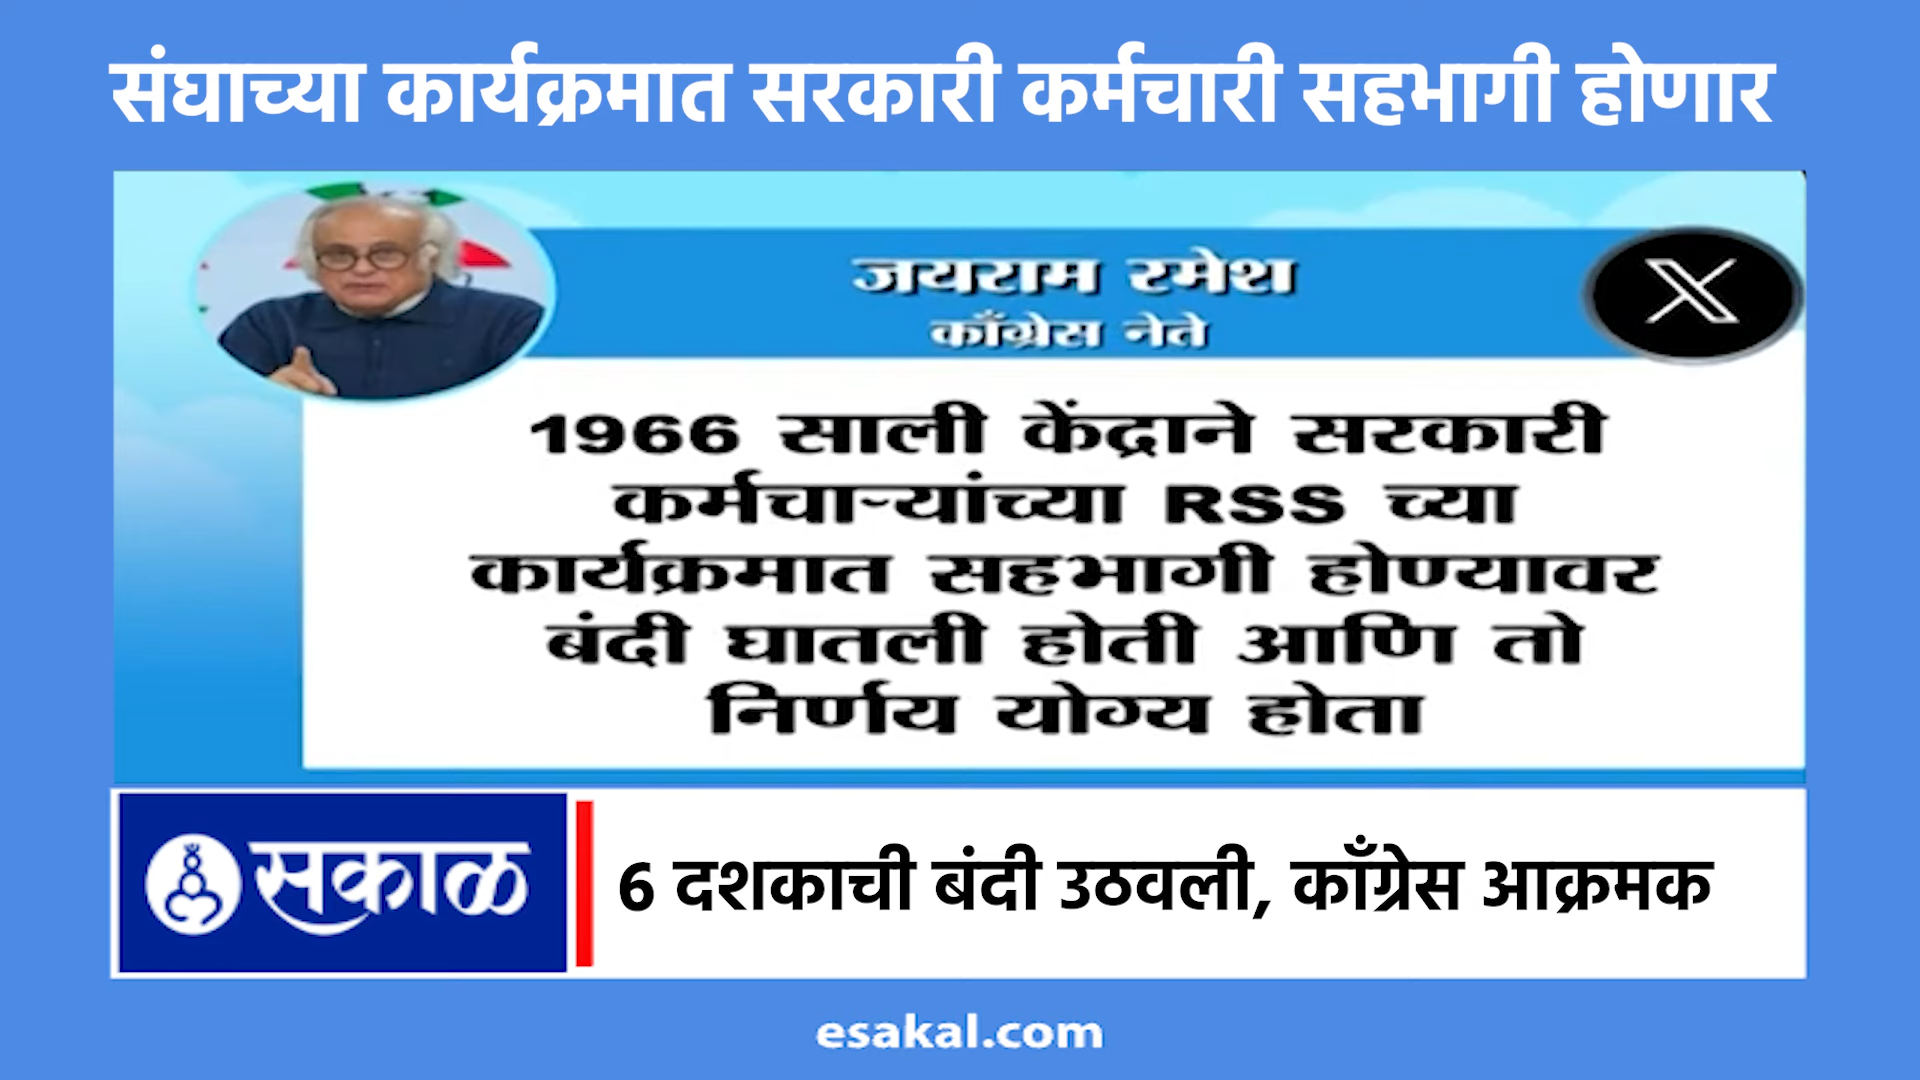 संघाच्या कार्यक्रमात सरकारी कर्मचारी सहभागी होणार
जयराम रमेश
काँग्रेस नेते
1966 साली केंद्राने सरकारी
कर्मचाऱ्यांच्या RSS च्या
कार्यक्रमात सहभागी होण्यावर
बंदी घातली होती आणि तो
निर्णय योग्य होता
सकाळ
6 दशकाची बंदी उठवली, काँग्रेस आक्रमक
esakal.com